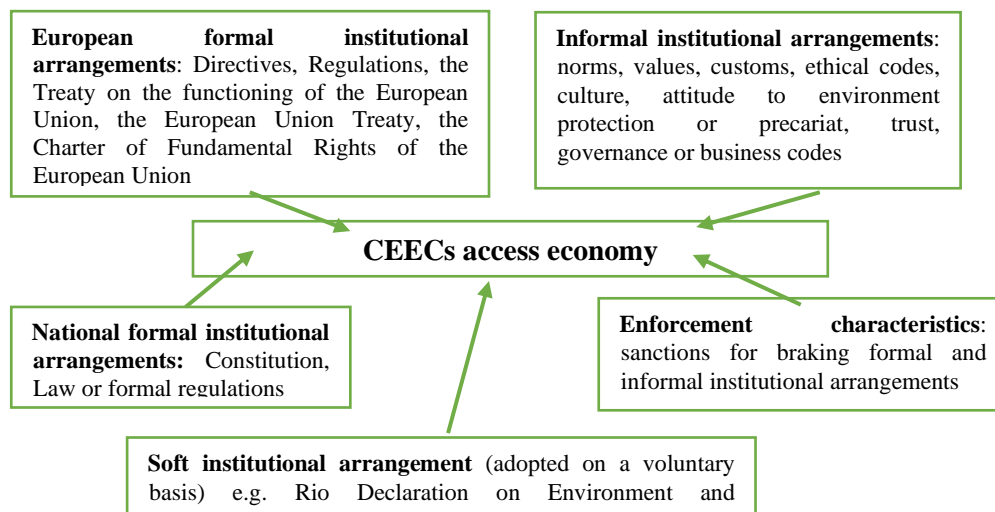 European formal institutional
arrangements: Directives, Regulations, the
Treaty on the functioning of the European
Union, the European Union Treaty, the
Charter of Fundamental Rights of the
European Union
Informal institutional arrangements:
norms, values, customs, ethical codes,
culture, attitude to environment
protection or precariat, trust,
governance or business codes
CEECs access economy
National formal institutional
arrangements: Constitution,
Law or formal regulations
Enforcement characteristics:
sanctions for braking formal and
informal institutional arrangements
Soft institutional arrangement (adopted on a voluntary
basis) e.g. Rio Declaration on Environment and